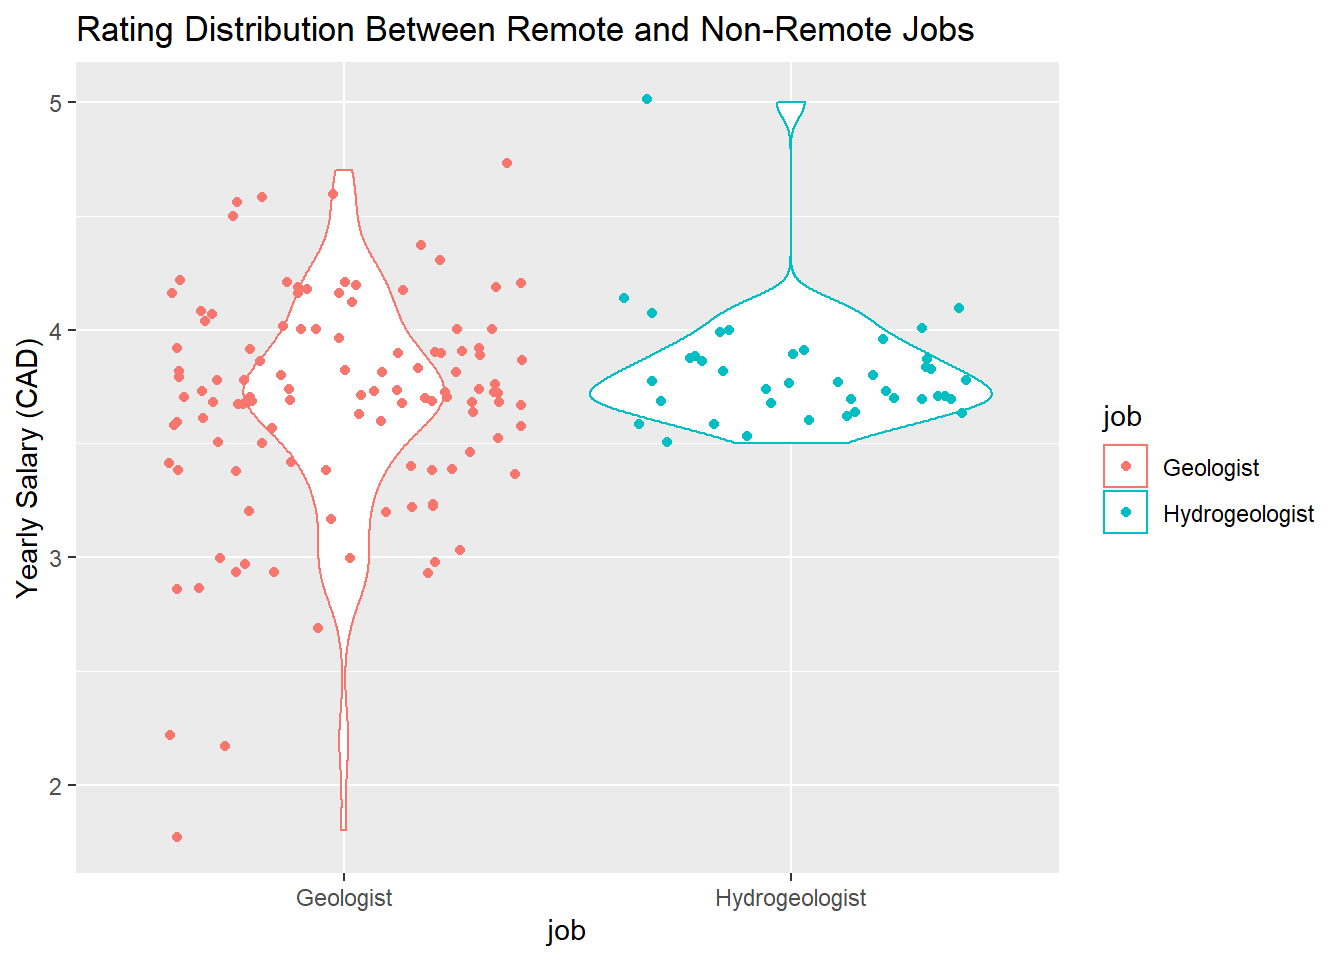 Rating Distribution Between Remote and Non-Remote Jobs
Yearly Salary (CAD)
5
4
3
2
Geologist
Hydrogeologist
job
job
Geologist
Hydrogeologist